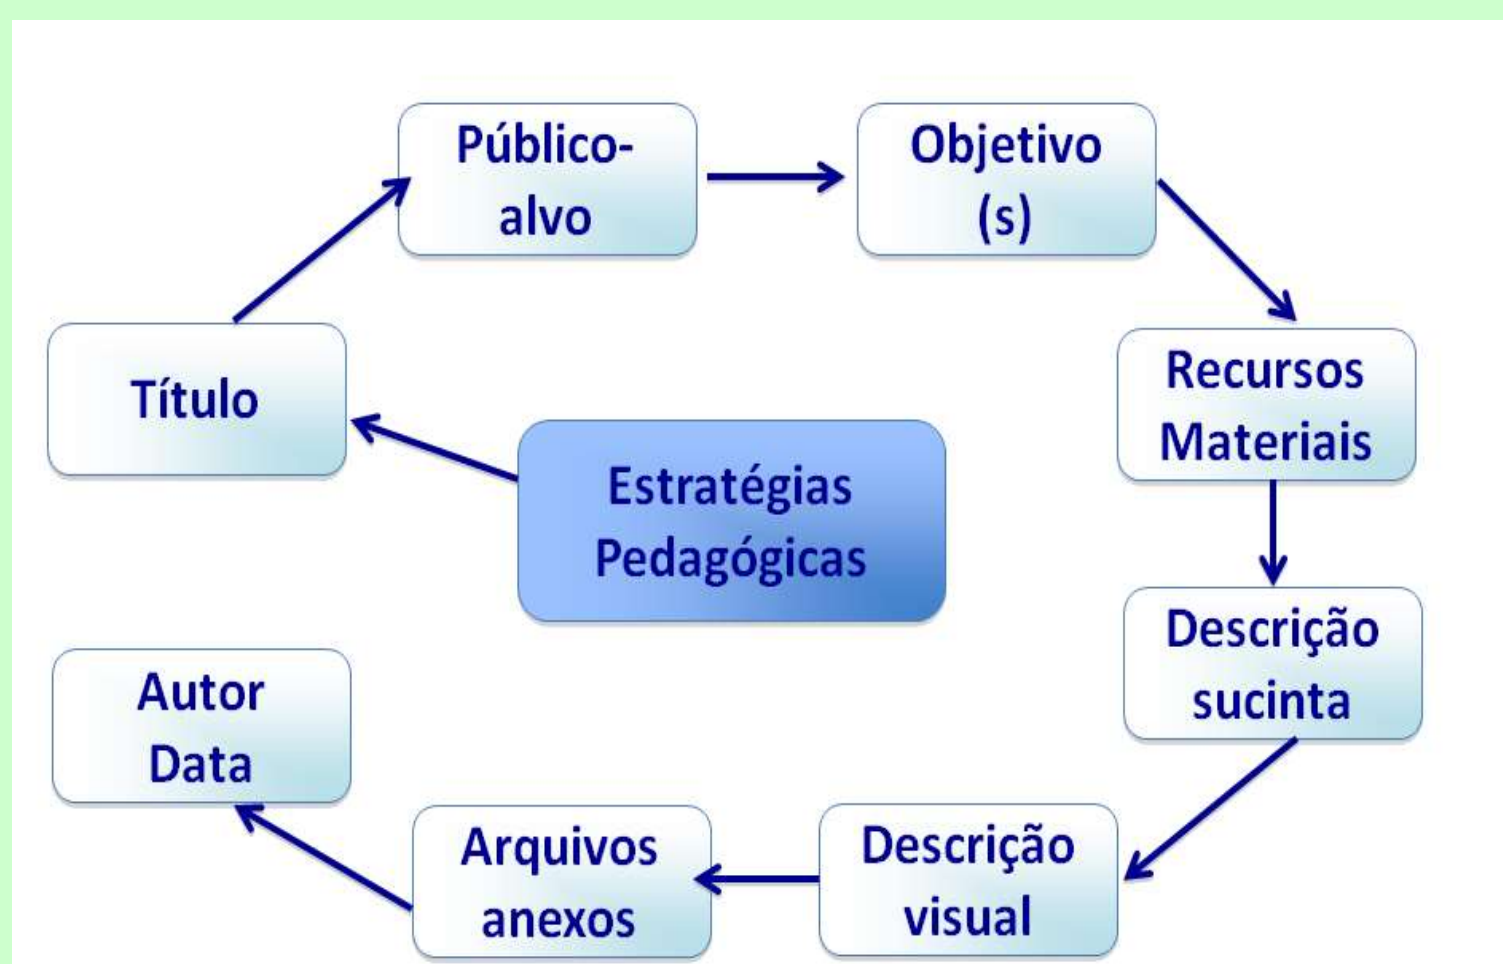 Público-
alvo
Objetivo
(s)
Título
Recursos
Materiais
Estratégias
Pedagógicas
Descrição
sucinta
Autor
Data
Arquivos
anexos
Descrição
visual